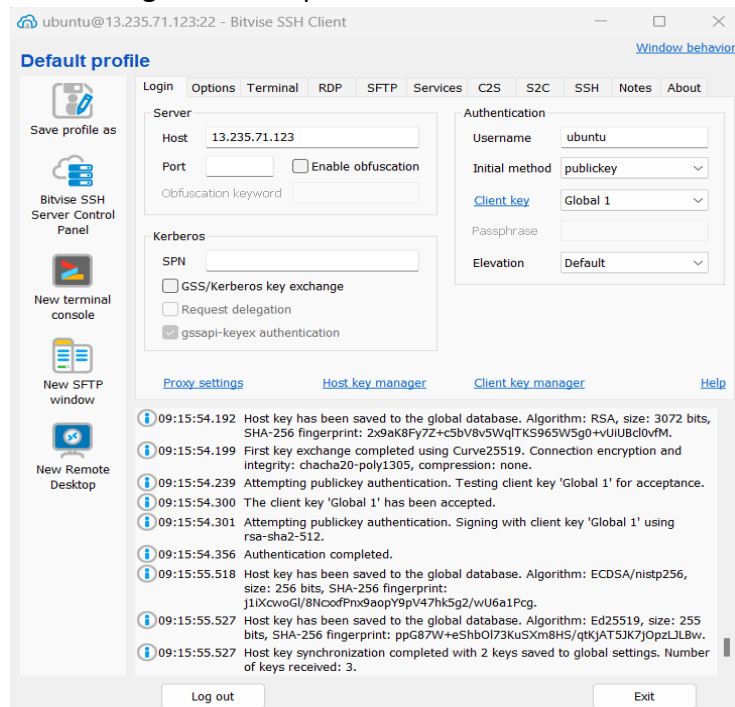 ubuntu@13.235.71.123:22 - Bitvise SSH Client
Default profile
Window behavior
Save profile as
Bitvise SSH
Server Control
Panel
New terminal
console
New SFTP
window
New Remote
Desktop
Login Options Terminal RDP SFTP Services C2S S2C SSH Notes About
Server
Host 13.235.71.123
Port Enable obfuscation
Obfuscation keyword
Kerberos
SPN
GSS/Kerberos key exchange
Request delegation
gssapi-keyex authentication
Authentication
Username ubuntu
Initial method publickey
Client key Global 1
Passphrase
Elevation Default
Proxy settings Host key manager Client key manager Help
09:15:54.192 Host key has been saved to the global database. Algorithm: RSA, size: 3072 bits,
SHA-256 fingerprint: 2x9aK8Fy7Z+c5bV8v5WqlTKS965W5g0+vUiUBcl0vfM.
09:15:54.199 First key exchange completed using Curve25519. Connection encryption and
integrity: chacha20-poly1305, compression: none.
09:15:54.239 Attempting publickey authentication. Testing client key 'Global 1' for acceptance.
09:15:54.300 The client key 'Global 1' has been accepted.
09:15:54.301 Attempting publickey authentication. Signing with client key 'Global 1' using
rsa-sha2-512.
09:15:54.356 Authentication completed.
09:15:55.518 Host key has been saved to the global database. Algorithm: ECDSA/nistp256,
size: 256 bits, SHA-256 fingerprint:
j1iXcwoGl/8NcxxfPnx9aopY9pV47hk5g2/wU6a1Pcg.
09:15:55.527 Host key has been saved to the global database. Algorithm: Ed25519, size: 255
bits, SHA-256 fingerprint: ppG87W+eShbOl73KuSXm8HS/qtKjAT5JK7jOpzLJLBw.
09:15:55.527 Host key synchronization completed with 2 keys saved to global settings. Number
of keys received: 3.
Log out Exit